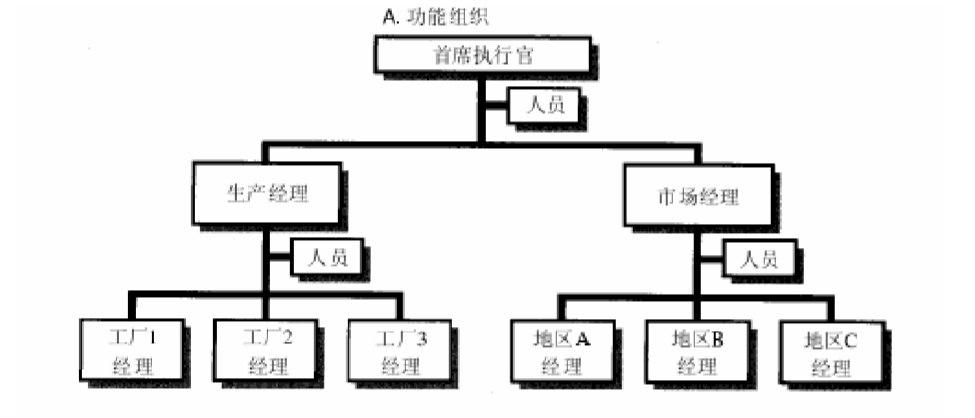 A. 功能组织
首席执行官
人员
生产经理
市场经理
人员
人员
工厂1
经理
工厂2
经理
工厂3
经理
地区A
经理
地区B
经理
地区C
经理